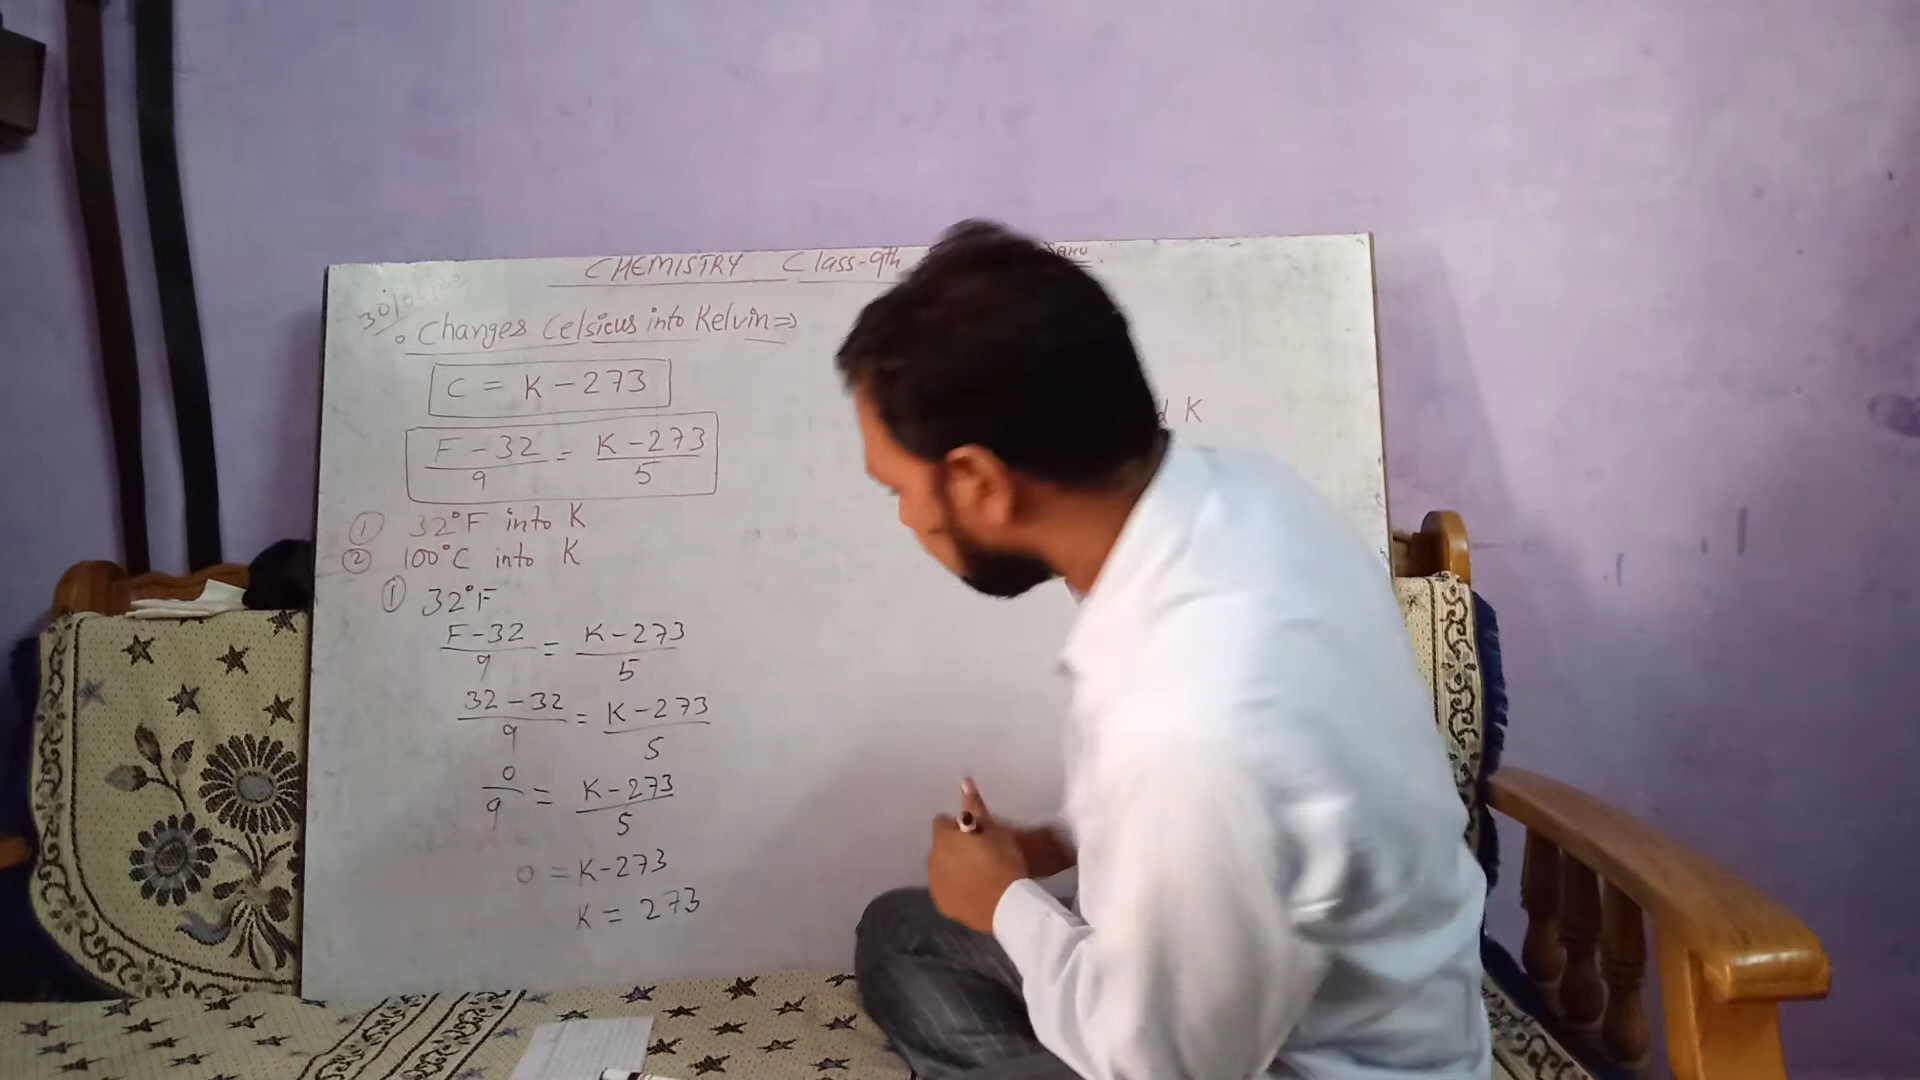 CHEMISTRY Class-9th SAHU
Changes Celsicus into Kelvin ⇒
C = K - 273
F - 32 / 9 = K - 273 / 5
① 32°F into K
② 100°C into K
① 32°F
F - 32 / 9 = K - 273 / 5
32 - 32 / 9 = K - 273 / 5
0 / 9 = K - 273 / 5
0 = K - 273
K = 273
K